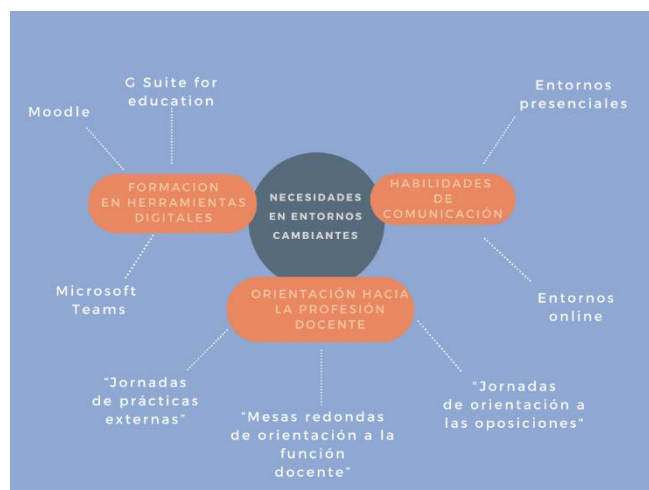 G Suite for
education
Moodle
Entornos
presenciales
FORMACION
EN HERRAMIENTAS
DIGITALES
NECESIDADES
EN ENTORNOS
CAMBIANTES
HABILIDADES
DE
COMUNICACIÓN
Microsoft
Teams
ORIENTACIÓN HACIA
LA PROFESIÓN
DOCENTE
Entornos
online
"Jornadas
de prácticas
externas"
"Mesas redondas
de orientación a la
función
docente"
"Jornadas
de orientación a
las oposiciones"